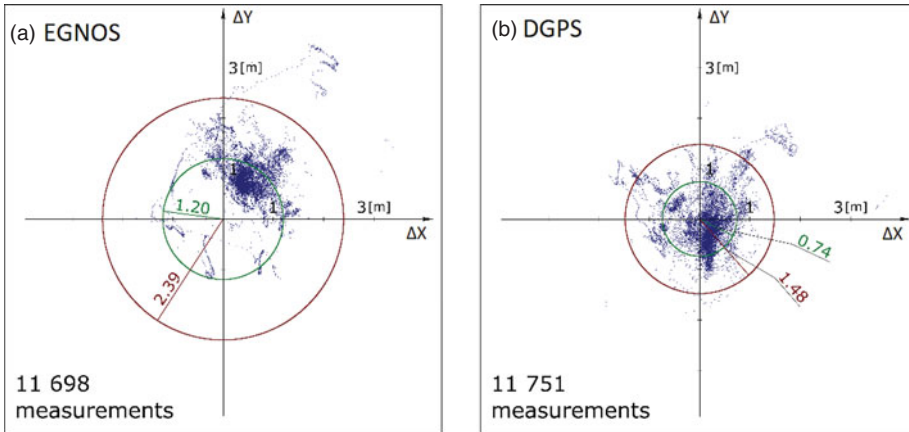 (a) EGNOS
ΔY
3[m]
1
1
3[m]
ΔX
1.20
2.39
11 698
measurements
(b) DGPS
ΔY
3[m]
1
1
3[m]
ΔX
0.74
1.48
11 751
measurements